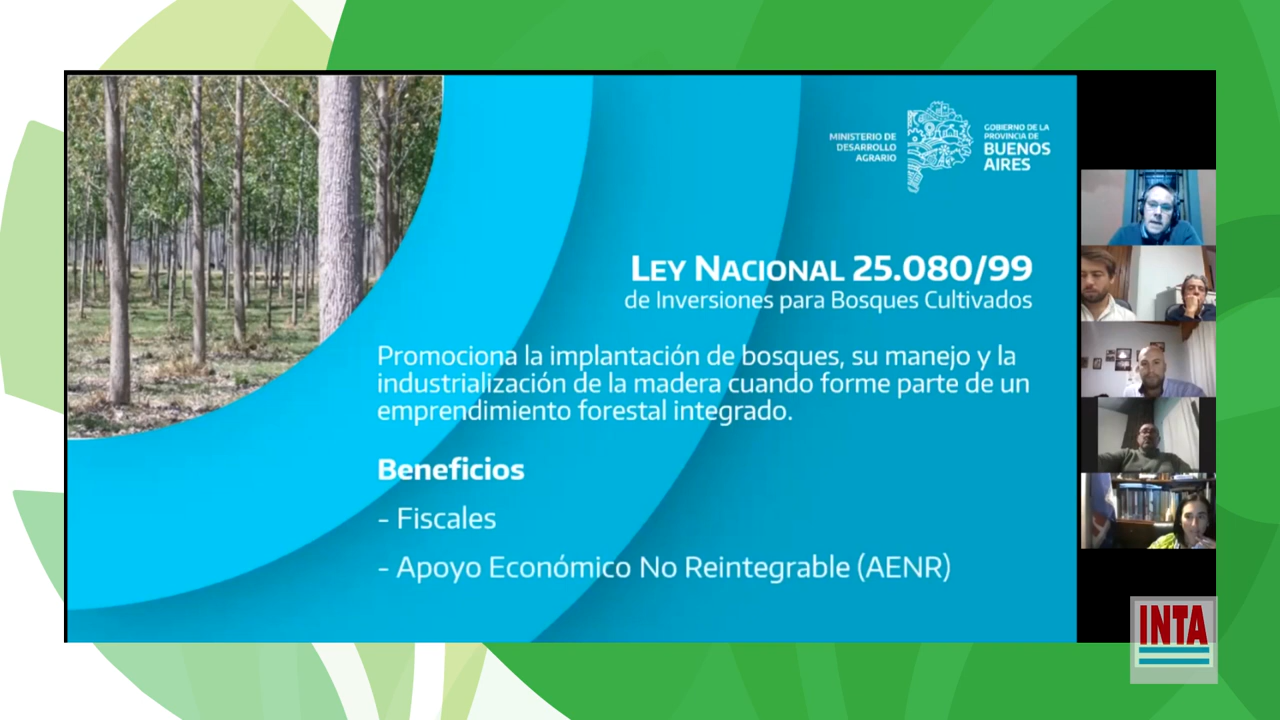 MINISTERIO DE
DESARROLLO
AGRARIO
GOBIERNO DE LA
PROVINCIA DE
BUENOS
AIRES
LEY NACIONAL 25.080/99
de Inversiones para Bosques Cultivados
Promociona la implantación de bosques, su manejo y la
industrialización de la madera cuando forme parte de un
emprendimiento forestal integrado.
Beneficios
- Fiscales
- Apoyo Económico No Reintegrable (AENR)
INTA